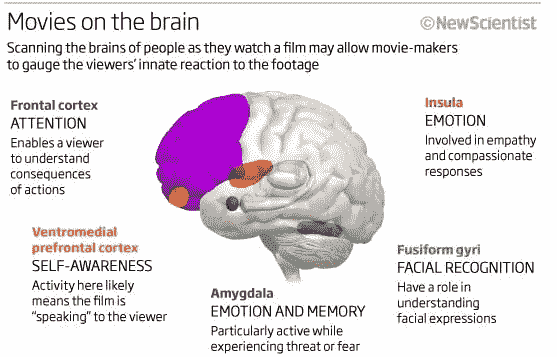 Movies on the brain
©NewScientist
Scanning the brains of people as they watch a film may allow movie-makers
to gauge the viewers' innate reaction to the footage
Frontal cortex
ATTENTION
Enables a viewer
to understand
consequences
of actions
Insula
EMOTION
Involved in empathy
and compassionate
responses
Ventromedial
prefrontal cortex
SELF-AWARENESS
Activity here likely
means the film is
"speaking" to the viewer
Amygdala
EMOTION AND MEMORY
Particularly active while
experiencing threat or fear
Fusiform gyri
FACIAL RECOGNITION
Have a role in
understanding
facial expressions